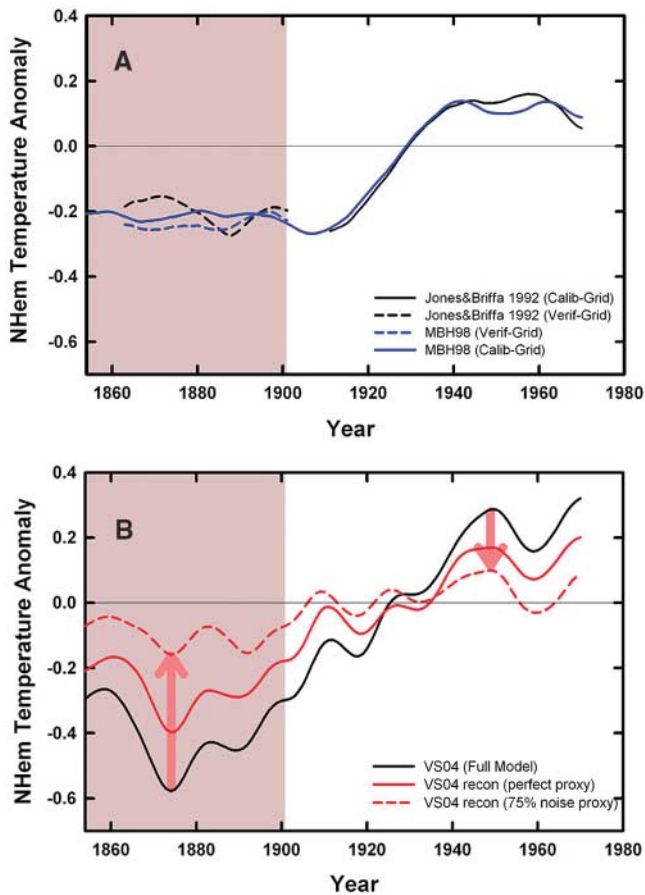 0.4
0.2
0.0
-0.2
-0.4
-0.6
NHem Temperature Anomaly
A
Jones&Briffa 1992 (Calib-Grid)
Jones&Briffa 1992 (Verif-Grid)
MBH98 (Verif-Grid)
MBH98 (Calib-Grid)
1860 1880 1900 1920 1940 1960 1980
Year
0.4
0.2
0.0
-0.2
-0.4
-0.6
NHem Temperature Anomaly
B
VS04 (Full Model)
VS04 recon (perfect proxy)
VS04 recon (75% noise proxy)
1860 1880 1900 1920 1940 1960 1980
Year